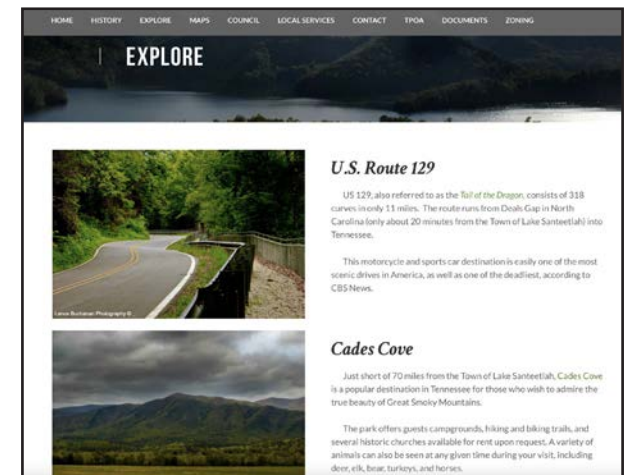 HOME HISTORY EXPLORE MAPS COUNCIL LOCAL SERVICES CONTACT TPOA DOCUMENTS ZONING
EXPLORE
U.S. Route 129
US 129, also referred to as the Tail of the Dragon, consists of 318
curves in only 11 miles. The route runs from Deals Gap in North
Carolina (only about 20 minutes from the Town of Lake Santeetlah) into
Tennessee.
This motorcycle and sports car destination is easily one of the most
scenic drives in America, as well as one of the deadliest, according to
CBS News.
Lance Buchanan Photography ©
Cades Cove
Just short of 70 miles from the Town of Lake Santeetlah, Cades Cove
is a popular destination in Tennessee for those who wish to admire the
true beauty of Great Smoky Mountains.
The park offers guests campgrounds, hiking and biking trails, and
several historic churches available for rent upon request. A variety of
animals can also be seen at any given time during your visit, including
deer, elk, bear, turkeys, and horses.